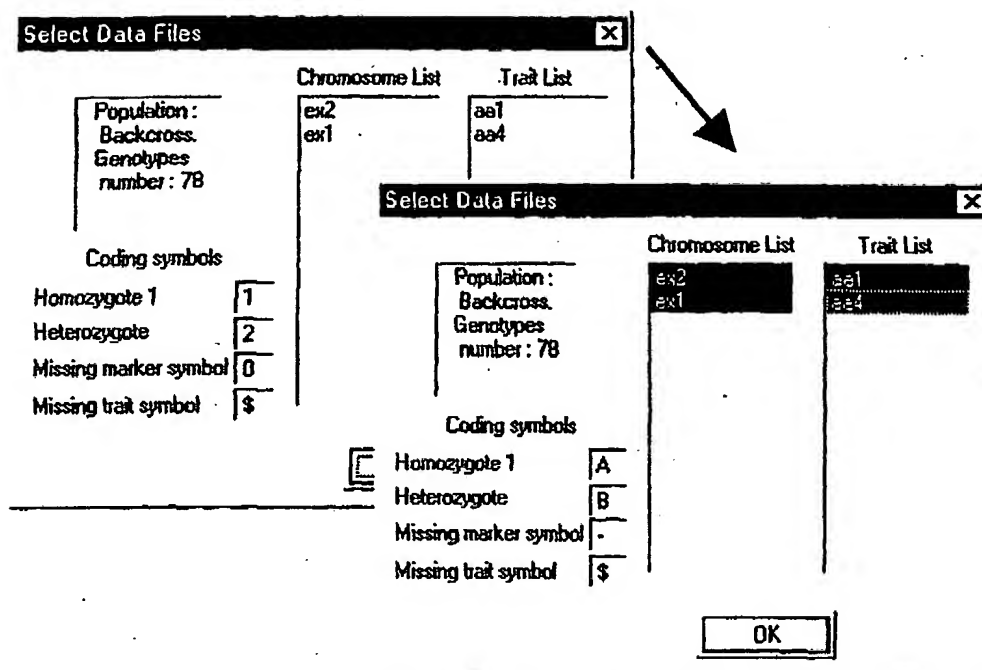 Select Data Files
Chromosome List Trait List
Population :
Backcross.
Genotypes
number : 78
ex2
ex1
aa1
aa4
Coding symbols
Homozygote 1 1
Heterozygote 2
Missing marker symbol 0
Missing trait symbol $
Select Data Files
Chromosome List Trait List
Population :
Backcross.
Genotypes
number : 78
ex2
ex1
aa1
aa4
Coding symbols
Homozygote 1 A
Heterozygote B
Missing marker symbol -
Missing trait symbol $
OK